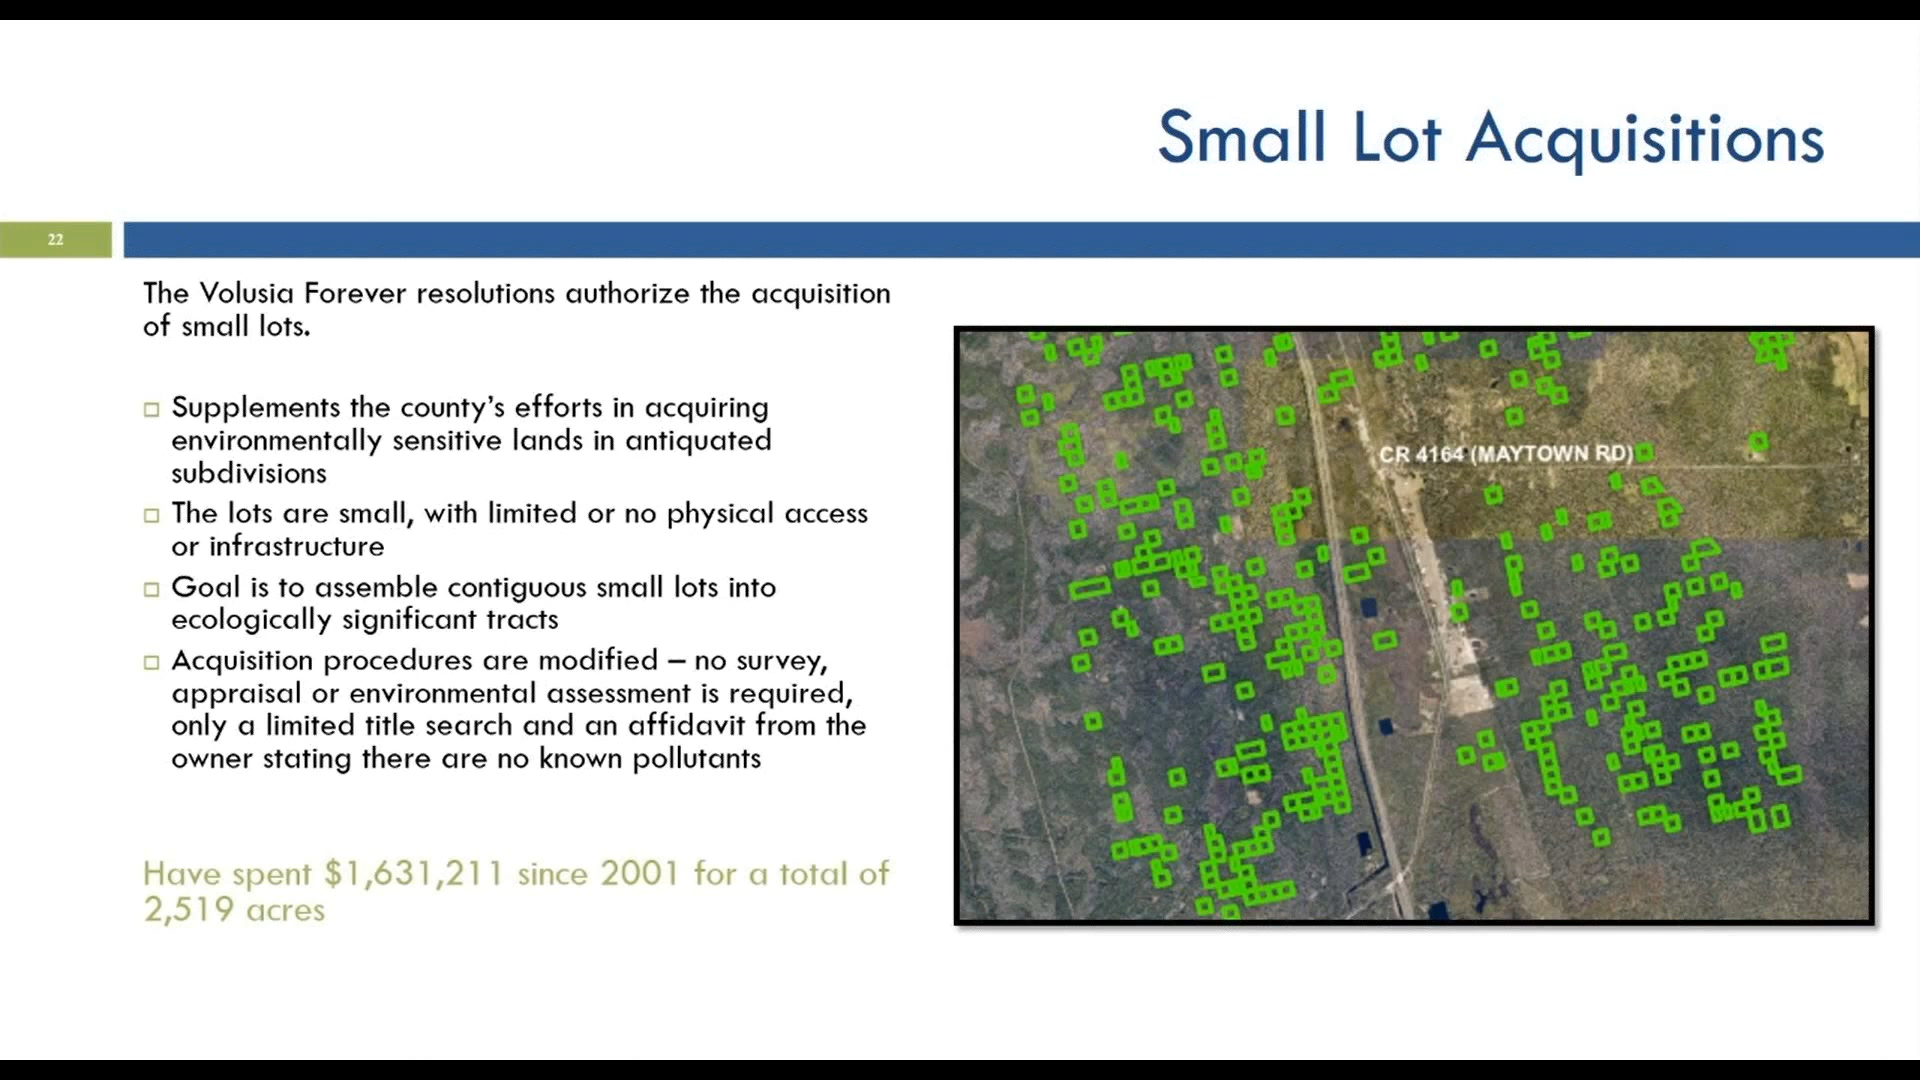 Small Lot Acquisitions
22
The Volusia Forever resolutions authorize the acquisition
of small lots.
Supplements the county's efforts in acquiring
environmentally sensitive lands in antiquated
subdivisions
The lots are small, with limited or no physical access
or infrastructure
Goal is to assemble contiguous small lots into
ecologically significant tracts
Acquisition procedures are modified – no survey,
appraisal or environmental assessment is required,
only a limited title search and an affidavit from the
owner stating there are no known pollutants
Have spent $1,631,211 since 2001 for a total of
2,519 acres
CR 4164 (MAYTOWN RD)